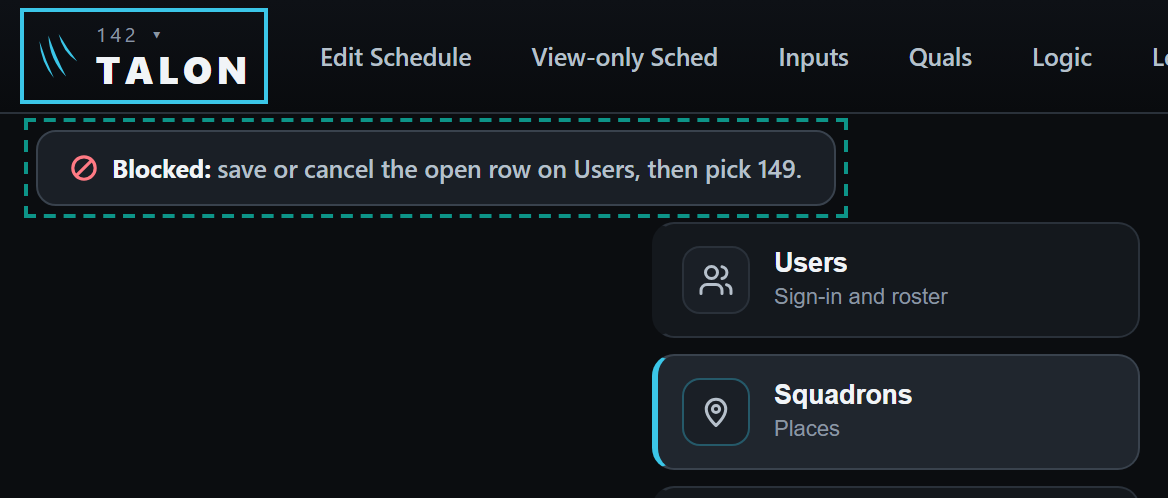 142 ▾
TALON
Edit Schedule
View-only Sched
Inputs
Quals
Logic
Blocked: save or cancel the open row on Users, then pick 149.
Users
Sign-in and roster
Squadrons
Places